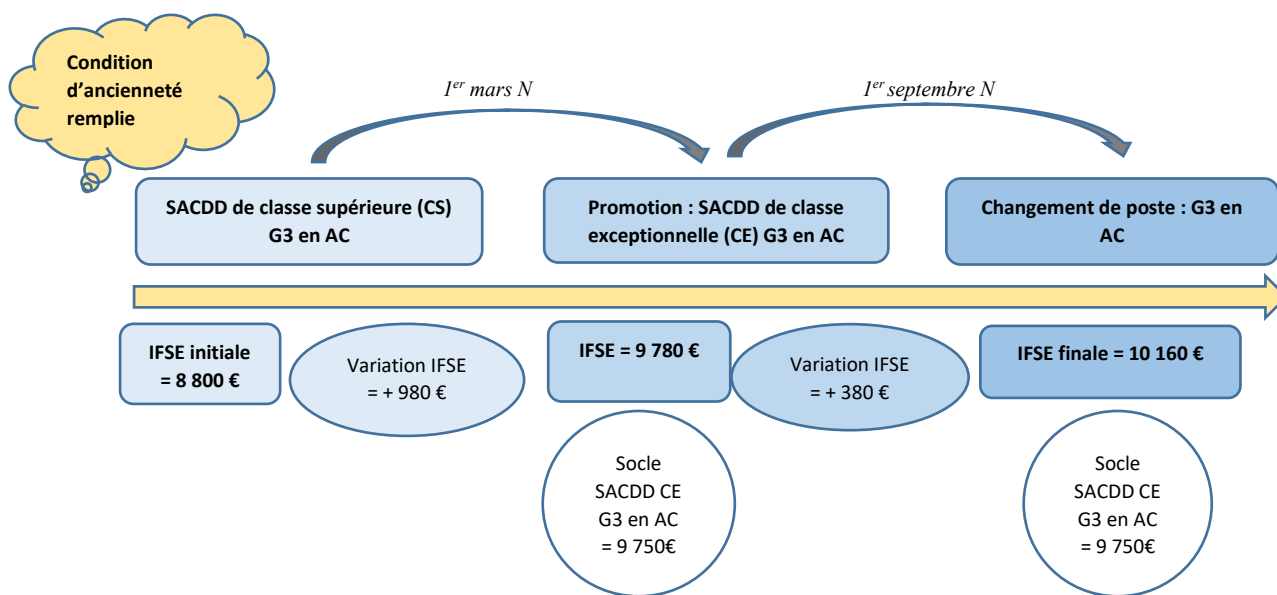 Condition
d'ancienneté
remplie
1er mars N
1er septembre N
SACDD de classe supérieure (CS)
G3 en AC
Promotion : SACDD de classe
exceptionnelle (CE) G3 en AC
Changement de poste : G3 en
AC
IFSE initiale
= 8 800 €
Variation IFSE
= + 980 €
IFSE = 9 780 €
Variation IFSE
= + 380 €
IFSE finale = 10 160 €
Socle
SACDD CE
G3 en AC
= 9 750€
Socle
SACDD CE
G3 en AC
= 9 750€